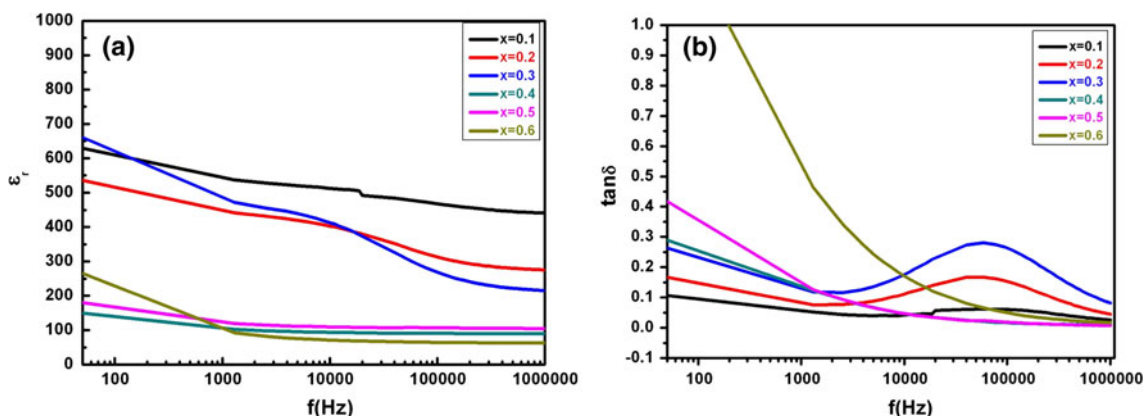 (a)
1000
900
800
700
600
500
400
300
200
100
0
εr
100
1000
10000
100000
1000000
f(Hz)
x=0.1
x=0.2
x=0.3
x=0.4
x=0.5
x=0.6
(b)
1.0
0.9
0.8
0.7
0.6
0.5
0.4
0.3
0.2
0.1
0.0
-0.1
tanδ
100
1000
10000
100000
1000000
f(Hz)
x=0.1
x=0.2
x=0.3
x=0.4
x=0.5
x=0.6